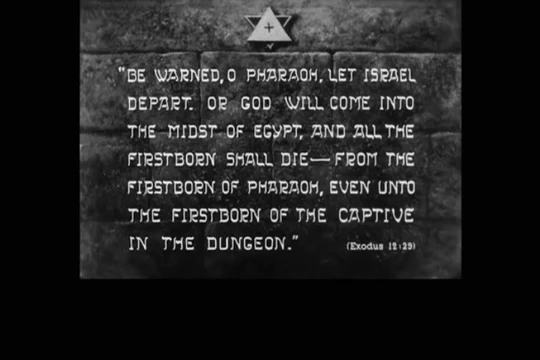 "BE WARNED, O PHARAOH, LET ISRAEL
DEPART. OR GOD WILL COME INTO
THE MIDST OF EGYPT, AND ALL THE
FIRSTBORN SHALL DIE—FROM THE
FIRSTBORN OF PHARAOH, EVEN UNTO
THE FIRSTBORN OF THE CAPTIVE
IN THE DUNGEON."
(Exodus 12:29)